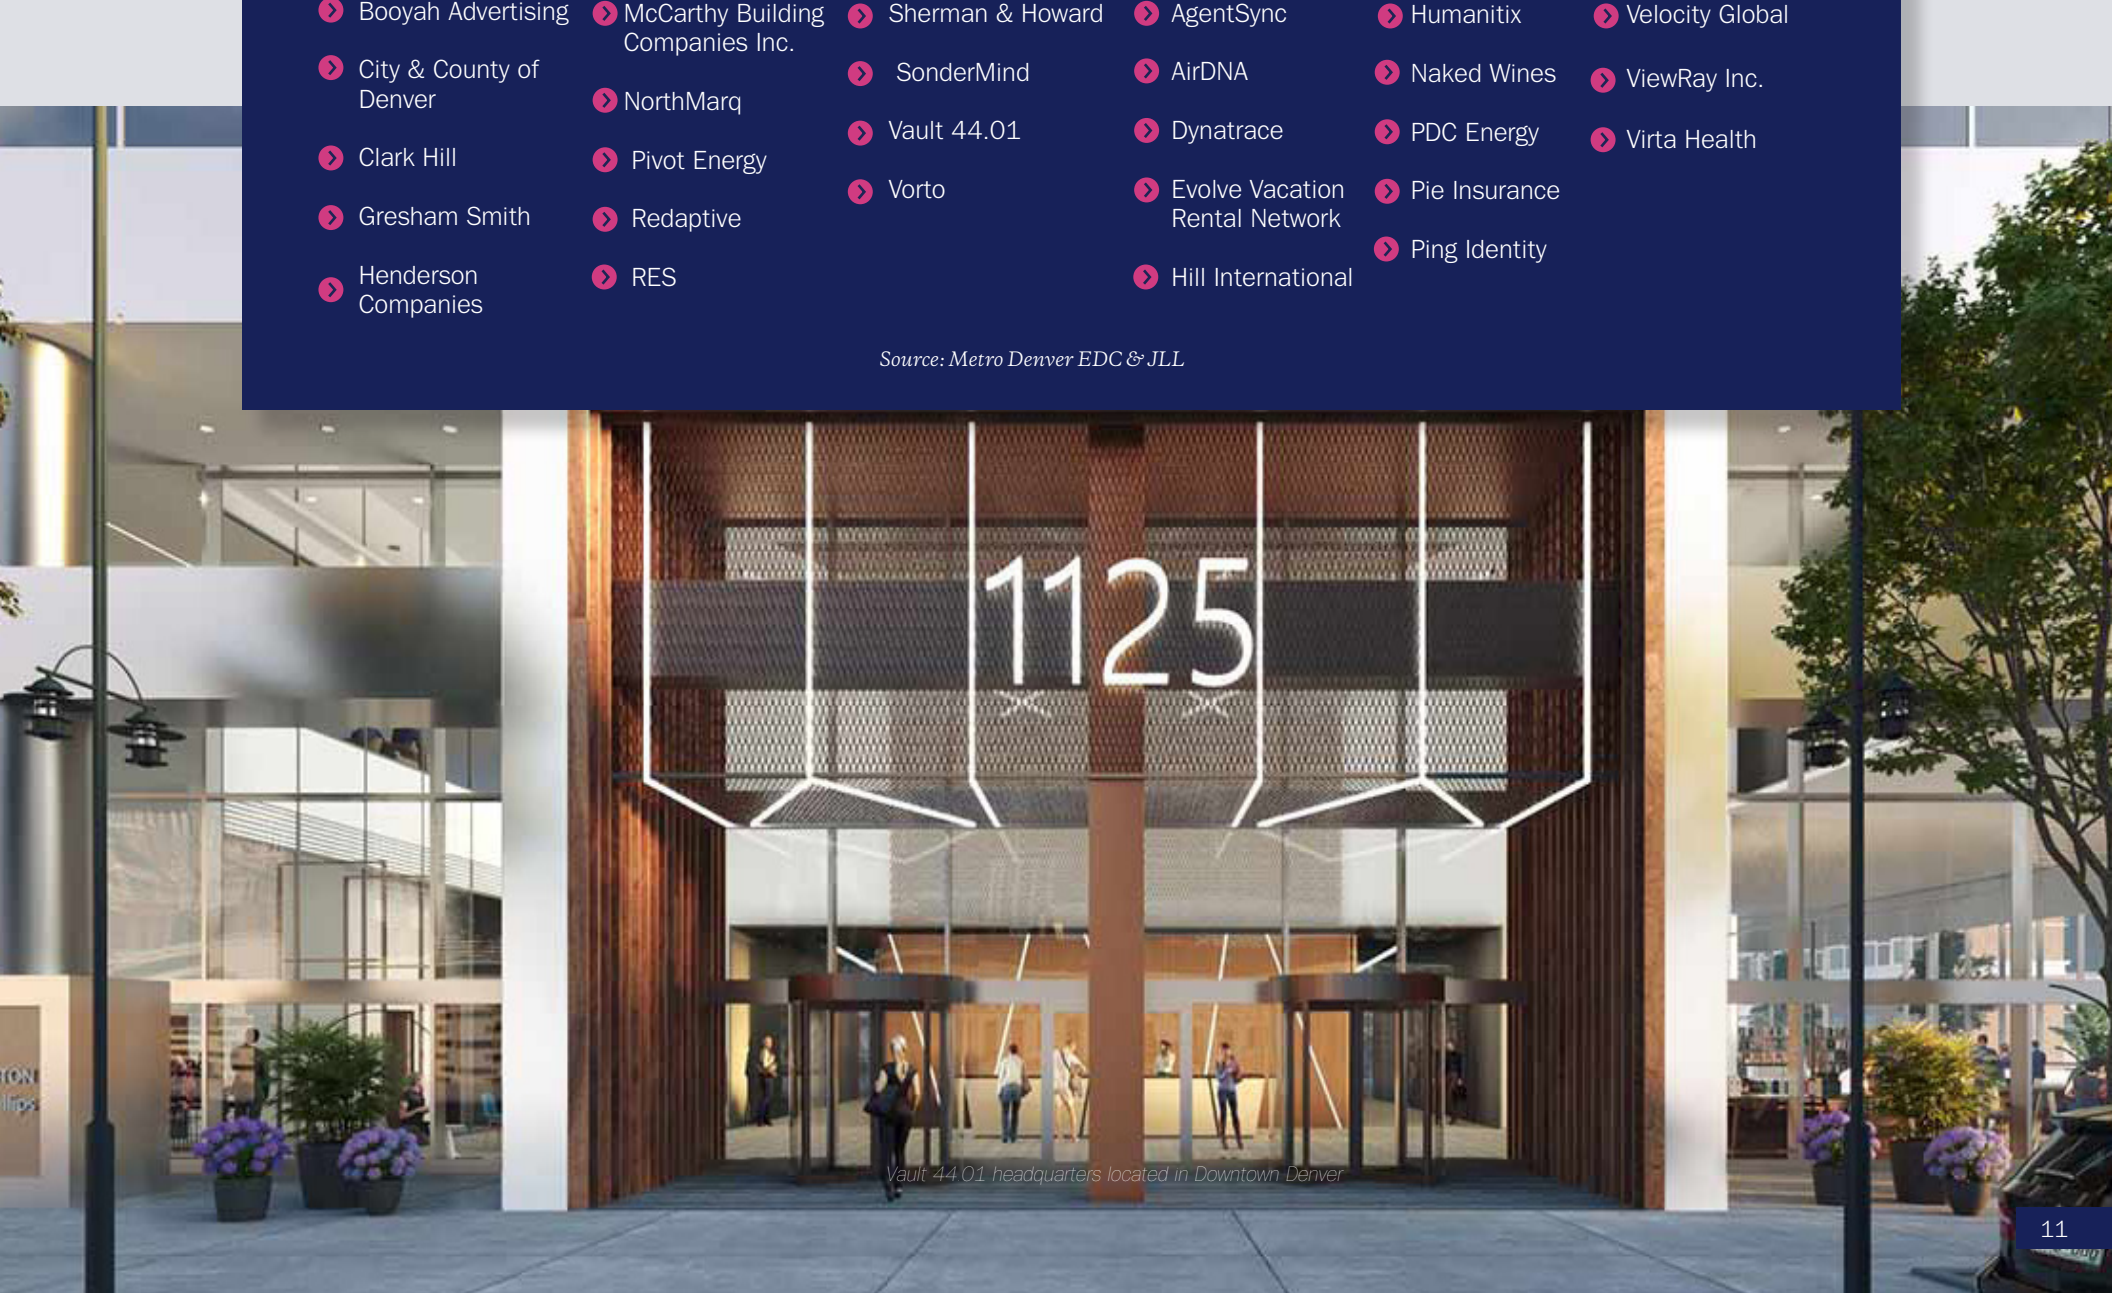 Booyah Advertising
City & County of
Denver
Clark Hill
Gresham Smith
Henderson
Companies
McCarthy Building
Companies Inc.
NorthMarq
Pivot Energy
Redaptive
RES
Sherman & Howard
SonderMind
Vault 44.01
Vorto
AgentSync
AirDNA
Dynatrace
Evolve Vacation
Rental Network
Hill International
Humanitix
Naked Wines
PDC Energy
Pie Insurance
Ping Identity
Velocity Global
ViewRay Inc.
Virta Health
Source: Metro Denver EDC & JLL
1125
TON
Vault 44 01 headquarters located in Downtown Denver
11